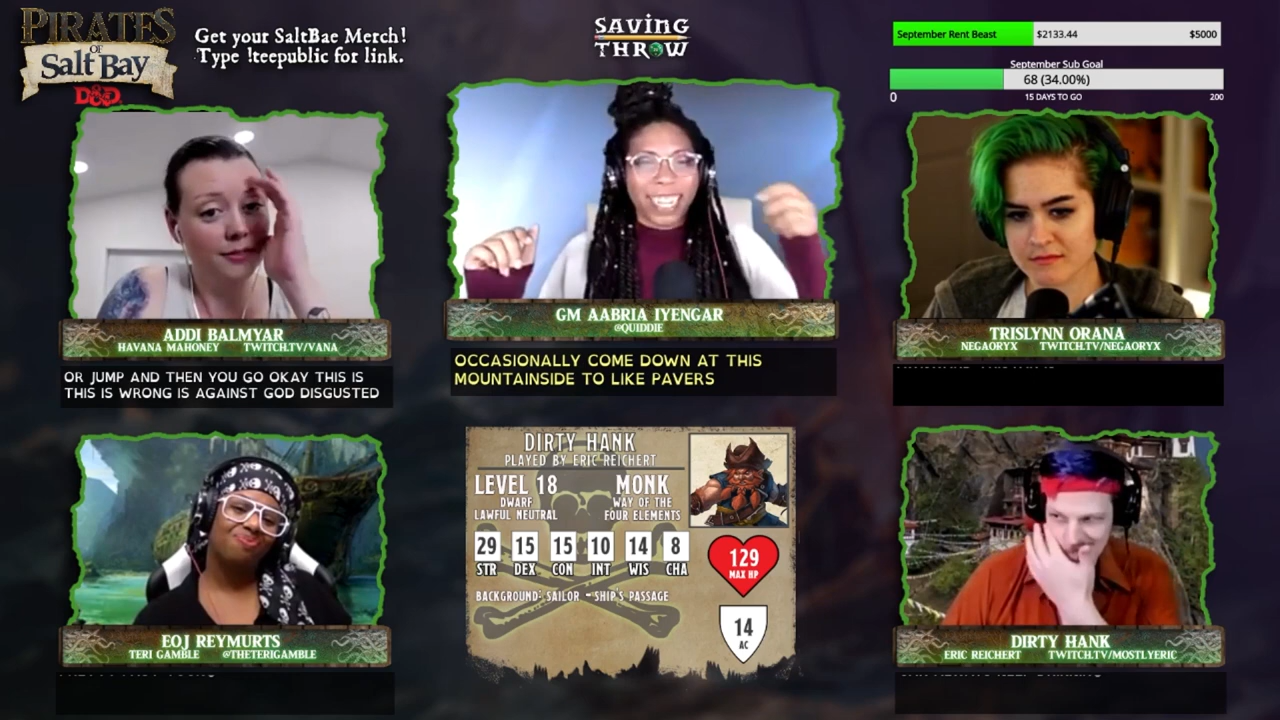 PIRATES
OF
Salt Bay
D&D
Get your SaltBae Merch!
Type !teepublic for link.
SAVING
THROW
September Rent Beast $2133.44 $5000
September Sub Goal
68 (34.00%)
0 15 DAYS TO GO 200
ADDI BALMYAR
HAVANA MAHONEY TWITCH.TV/VANA
OR JUMP AND THEN YOU GO OKAY THIS IS
THIS IS WRONG IS AGAINST GOD DISGUSTED
GM AABRIA IYENGAR
@QUIDDIE
OCCASIONALLY COME DOWN AT THIS
MOUNTAINSIDE TO LIKE PAVERS
TRISLYNN ORANA
NEGAORYX TWITCH.TV/NEGAORYX
EOJ REYMURTS
TERI GAMBLE @THETERIGAMBLE
DIRTY HANK
PLAYED BY ERIC REICHERT
LEVEL 18 MONK
DWARF WAY OF THE
LAWFUL NEUTRAL FOUR ELEMENTS
29 15 15 10 14 8
STR DEX CON INT WIS CHA
129
MAX HP
BACKGROUND: SAILOR - SHIP'S PASSAGE
14
AC
DIRTY HANK
ERIC REICHERT TWITCH.TV/MOSTLYERIC